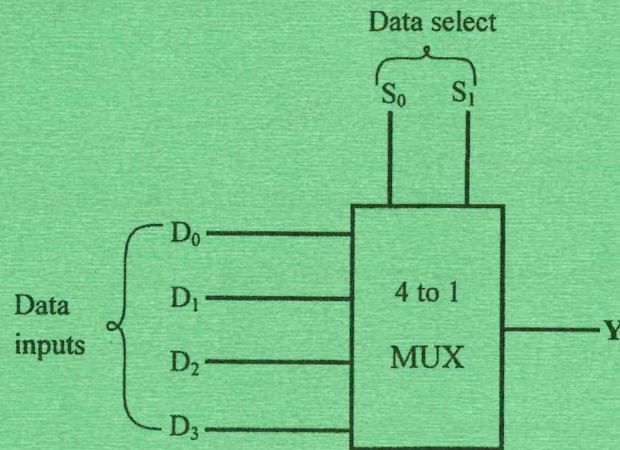 Data select
S₀ S₁
D₀
D₁
D₂
D₃
Data
inputs
4 to 1
MUX
Y